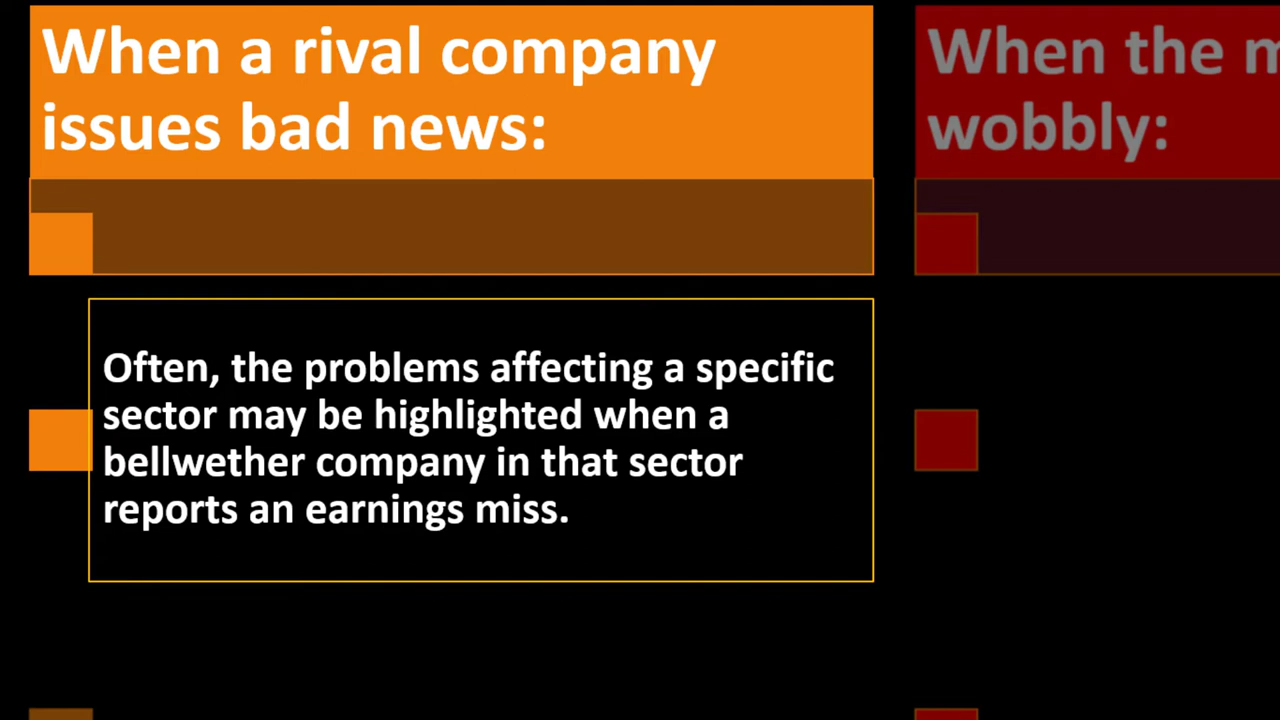 When a rival company
issues bad news:
When the
wobbly:
Often, the problems affecting a specific
sector may be highlighted when a
bellwether company in that sector
reports an earnings miss.